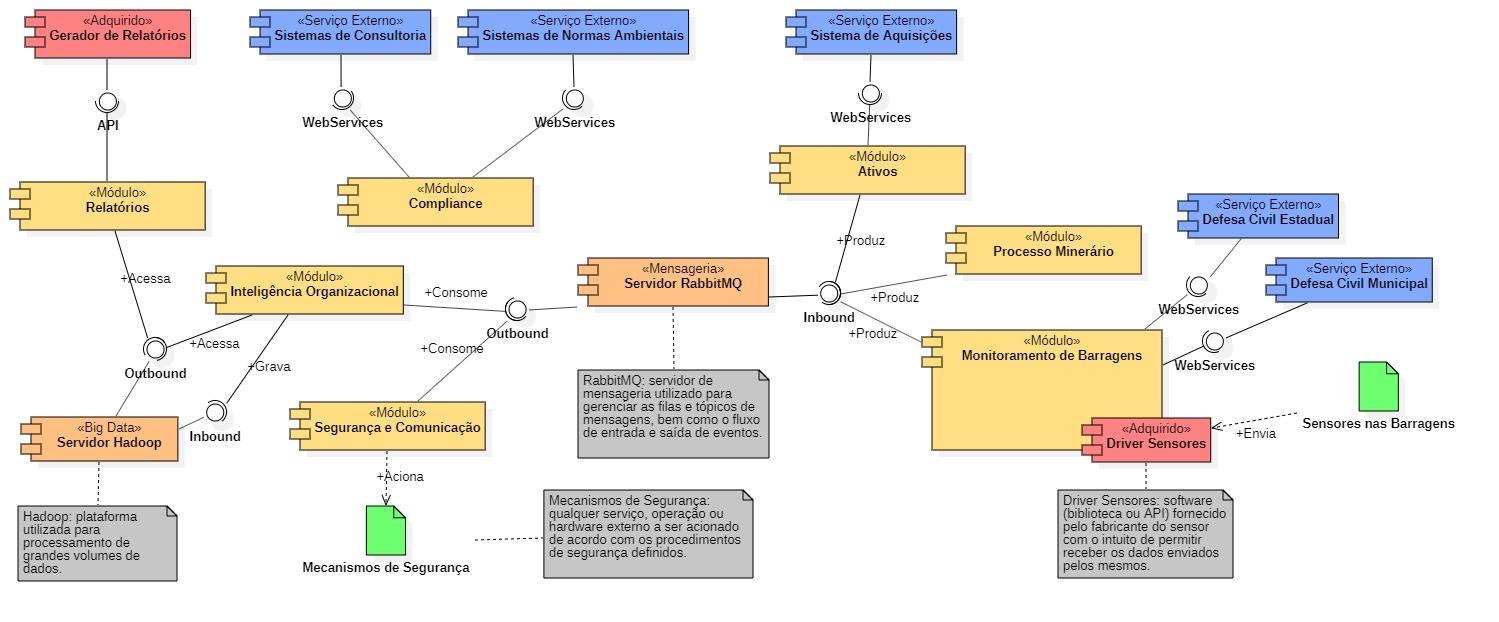 «Adquirido»
Gerador de Relatórios
«Serviço Externo»
Sistemas de Consultoria
«Serviço Externo»
Sistemas de Normas Ambientais
«Serviço Externo»
Sistema de Aquisições
API
WebServices
WebServices
WebServices
«Módulo»
Relatórios
«Módulo»
Compliance
«Módulo»
Ativos
«Serviço Externo»
Defesa Civil Estadual
+Produz
«Módulo»
Processo Minerário
+Acessa
«Módulo»
Inteligência Organizacional
+Consome
«Mensageria»
Servidor RabbitMQ
«Serviço Externo»
Defesa Civil Municipal
+Produz
Inbound
WebServices
Outbound
+Produz
+Acessa
+Consome
«Módulo»
Monitoramento de Barragens
WebServices
Outbound
+Grava
RabbitMQ: servidor de
mensageria utilizado para
gerenciar as filas e tópicos de
mensagens, bem como o fluxo
de entrada e saída de eventos.
«Big Data»
Servidor Hadoop
Inbound
«Módulo»
Segurança e Comunicação
«Adquirido»
Driver Sensores
+Envia
Sensores nas Barragens
+Aciona
Hadoop: plataforma
utilizada para
processamento de
grandes volumes de
dados.
Mecanismos de Segurança
Mecanismos de Segurança:
qualquer serviço, operação ou
hardware externo a ser acionado
de acordo com os procedimentos
de segurança definidos.
Driver Sensores: software
(biblioteca ou API) fornecido
pelo fabricante do sensor
com o intuito de permitir
receber os dados enviados
pelos mesmos.